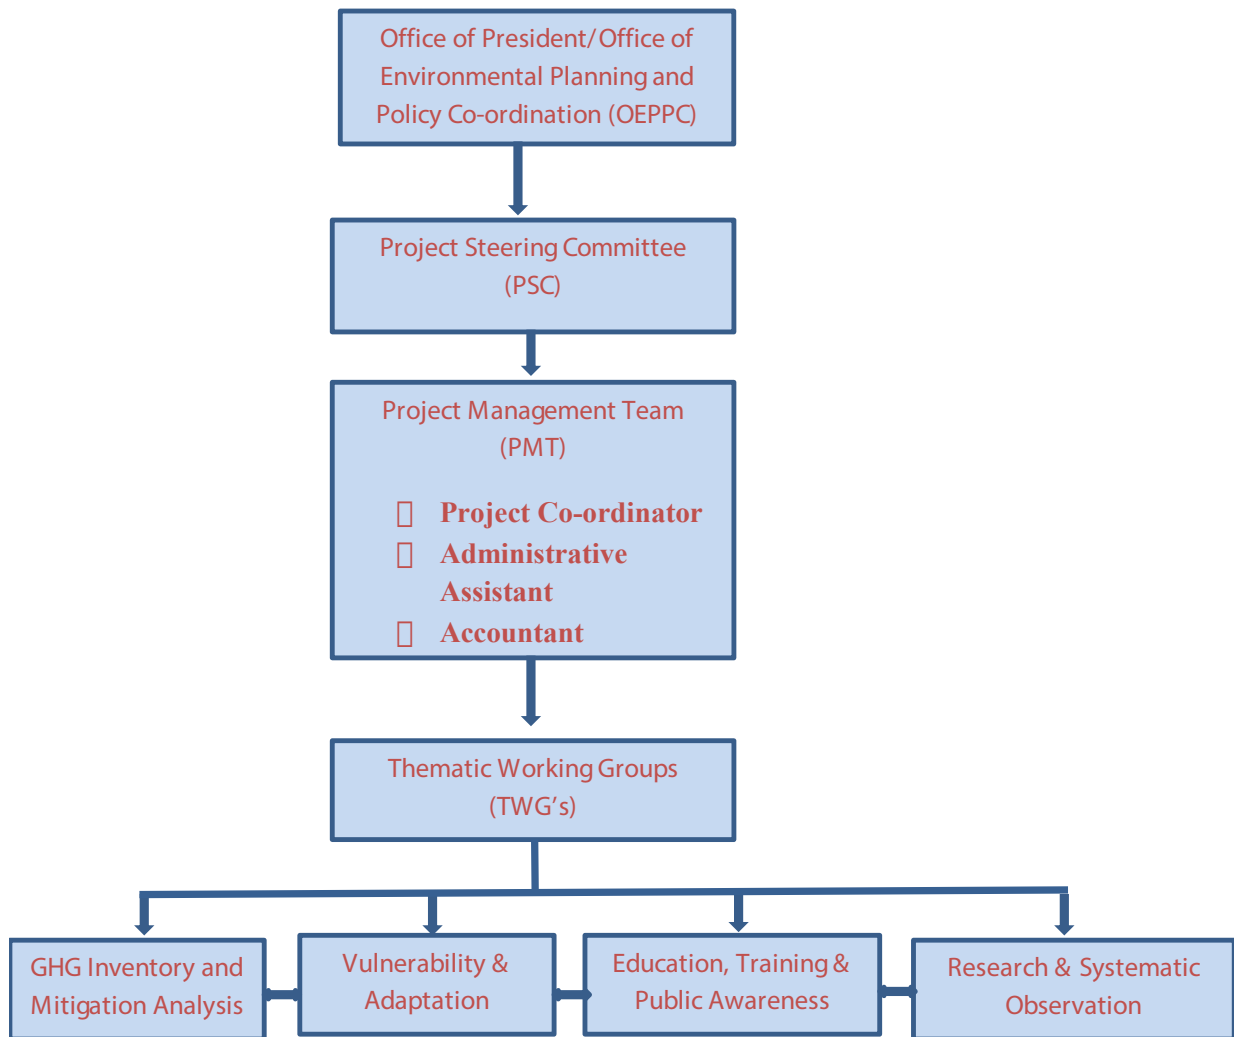 Office of President/Office of
Environmental Planning and
Policy Co-ordination (OEPPC)
Project Steering Committee
(PSC)
Project Management Team
(PMT)
Project Co-ordinator
Administrative
Assistant
Accountant
Thematic Working Groups
(TWG's)
GHG Inventory and
Mitigation Analysis
Vulnerability &
Adaptation
Education, Training &
Public Awareness
Research & Systematic
Observation